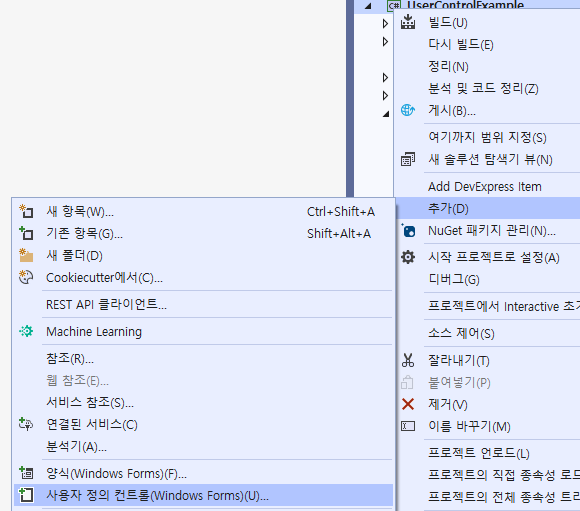 UserControlExample
빌드(U)
다시 빌드(E)
정리(N)
분석 및 코드 정리(Z)
게시(B)...
여기까지 범위 지정(S)
새 솔루션 탐색기 뷰(N)
Add DevExpress Item
추가(D)
NuGet 패키지 관리(N)...
시작 프로젝트로 설정(A)
디버그(G)
프로젝트에서 Interactive 초기
소스 제어(S)
잘라내기(T)
붙여넣기(P)
제거(V)
이름 바꾸기(M)
프로젝트 언로드(L)
프로젝트의 직접 종속성 로드
프로젝트의 전체 종속성 트리
새 항목(W)... Ctrl+Shift+A
기존 항목(G)... Shift+Alt+A
새 폴더(D)
Cookiecutter에서(C)...
REST API 클라이언트...
Machine Learning
참조(R)...
웹 참조(E)...
서비스 참조(S)...
연결된 서비스(C)
분석기(A)...
양식(Windows Forms)(F)...
사용자 정의 컨트롤(Windows Forms)(U)...